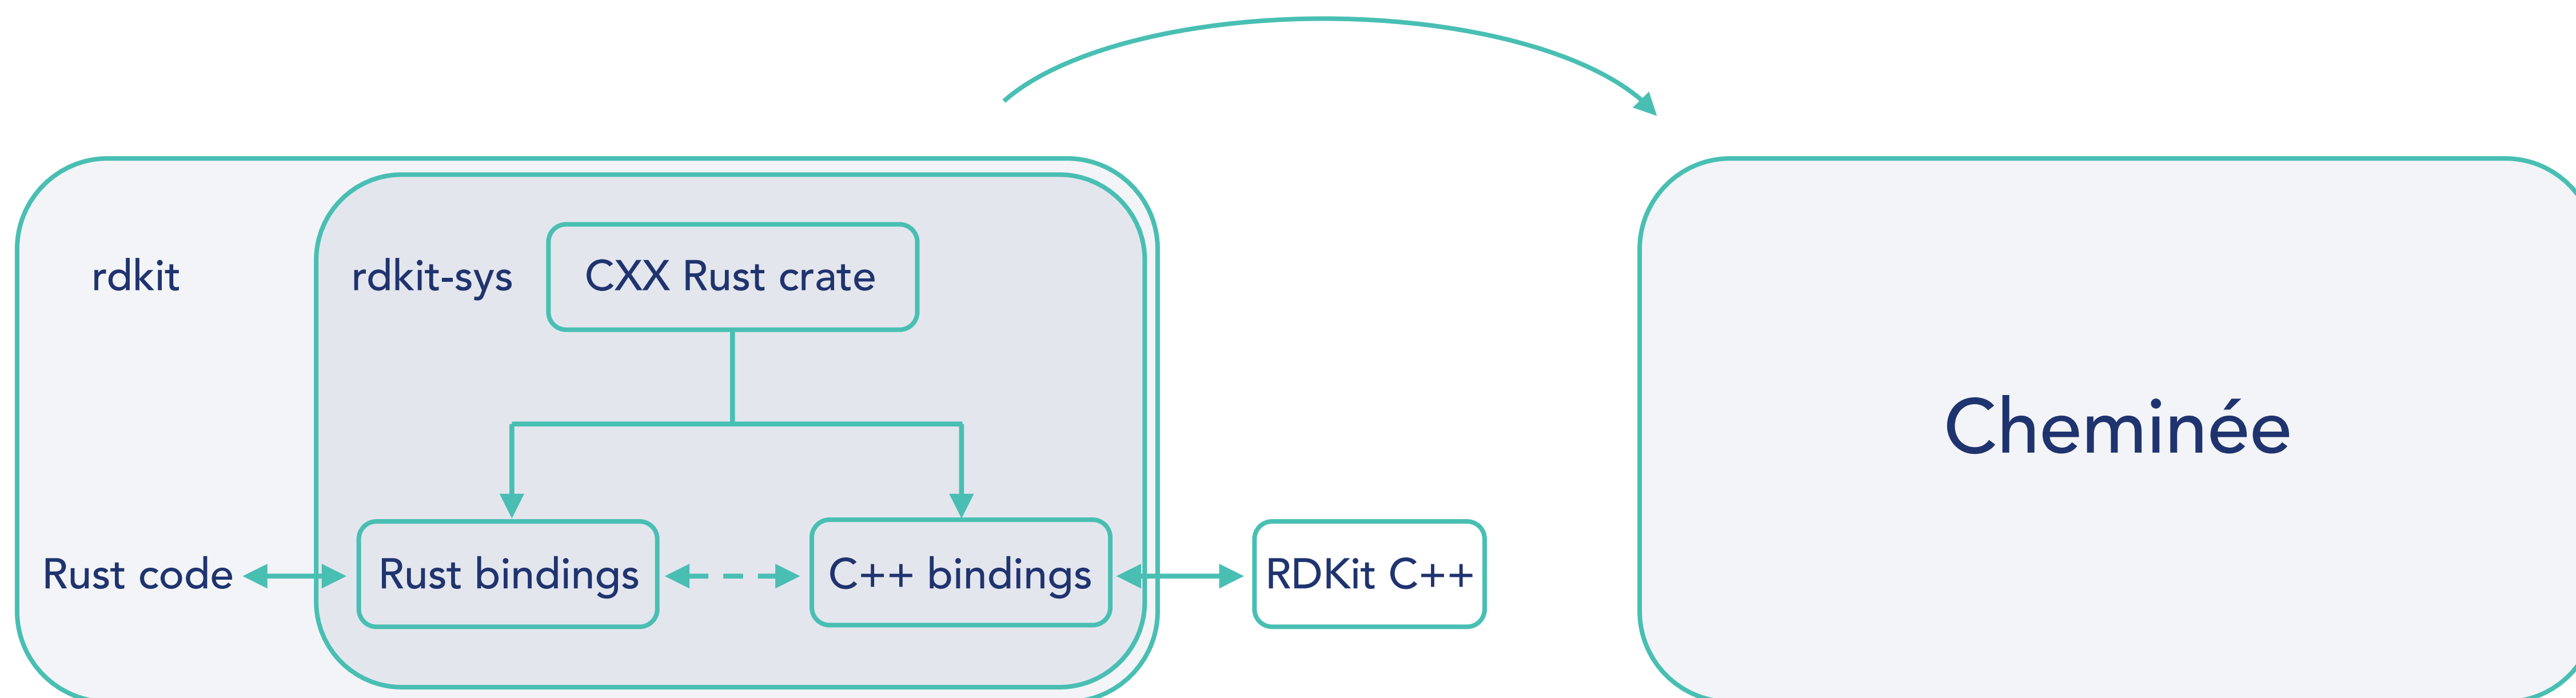 rdkit
rdkit-sys
CXX Rust crate
Cheminée
Rust code
Rust bindings
C++ bindings
RDKit C++